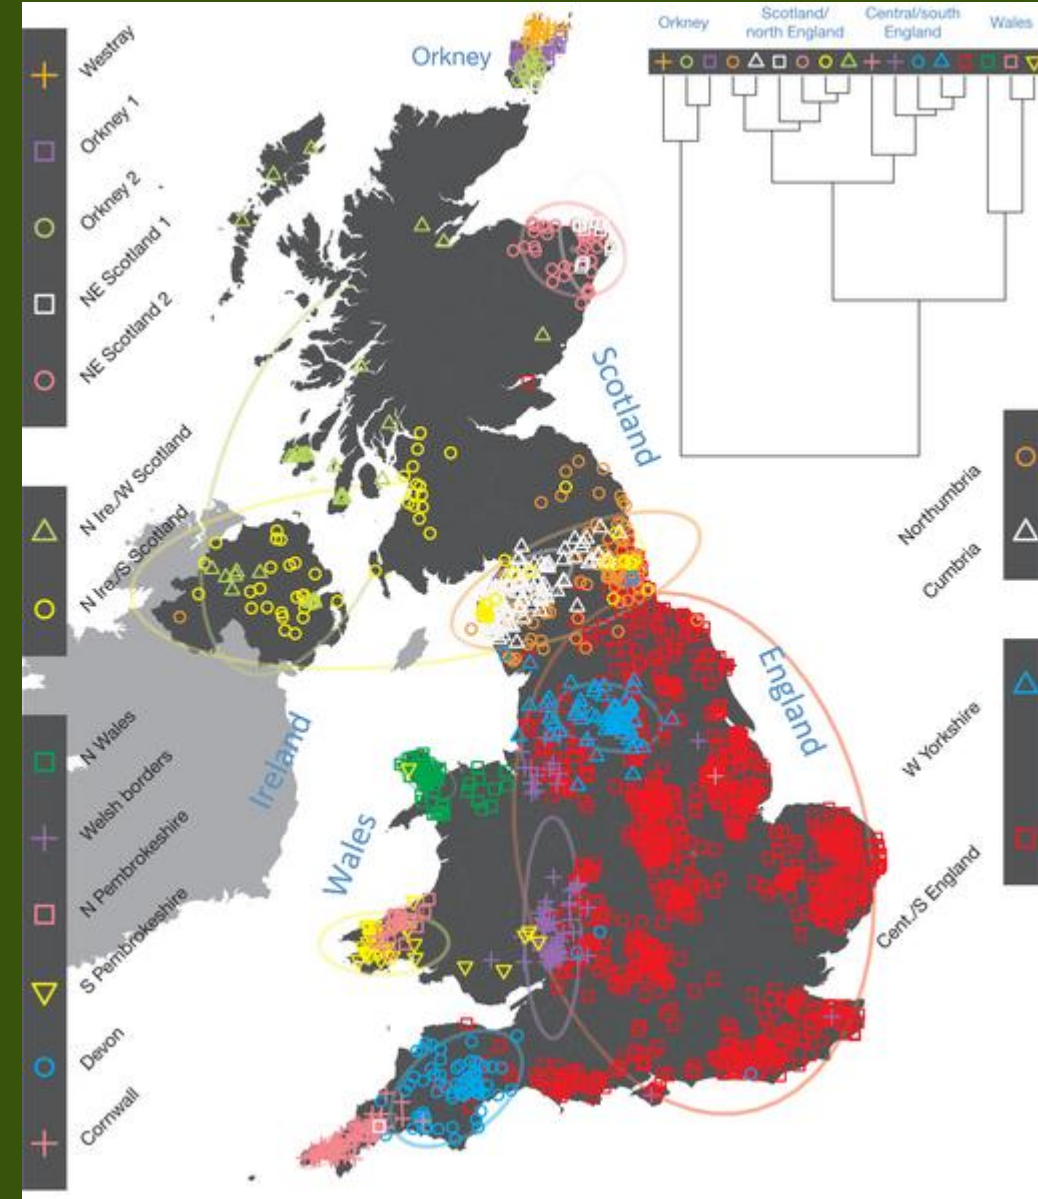 Orkney
Scotland/
north England
Central/south
England
Wales
Westray
Orkney 1
Orkney 2
NE Scotland 1
NE Scotland 2
N Ire./W Scotland
N Ire./S Scotland
N Wales
Welsh borders
N Pembrokeshire
S Pembrokeshire
Devon
Cornwall
Orkney
Scotland
England
Ireland
Wales
Northumbria
Cumbria
W Yorkshire
Cent./S England